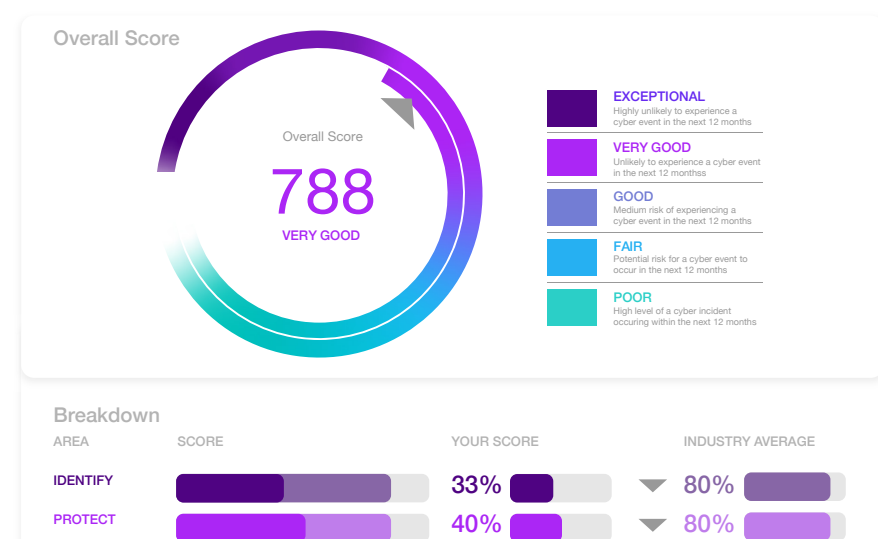 Overall Score
Overall Score
788
VERY GOOD
EXCEPTIONAL
Highly unlikely to experience a
cyber event in the next 12 months
VERY GOOD
Unlikely to experience a cyber event
in the next 12 monthss
GOOD
Medium risk of experiencing a
cyber event in the next 12 months
FAIR
Potential risk for a cyber event to
occur in the next 12 months
POOR
High level of a cyber incident
occuring within the next 12 months
Breakdown
AREA SCORE YOUR SCORE INDUSTRY AVERAGE
IDENTIFY 33% 80%
PROTECT 40% 80%